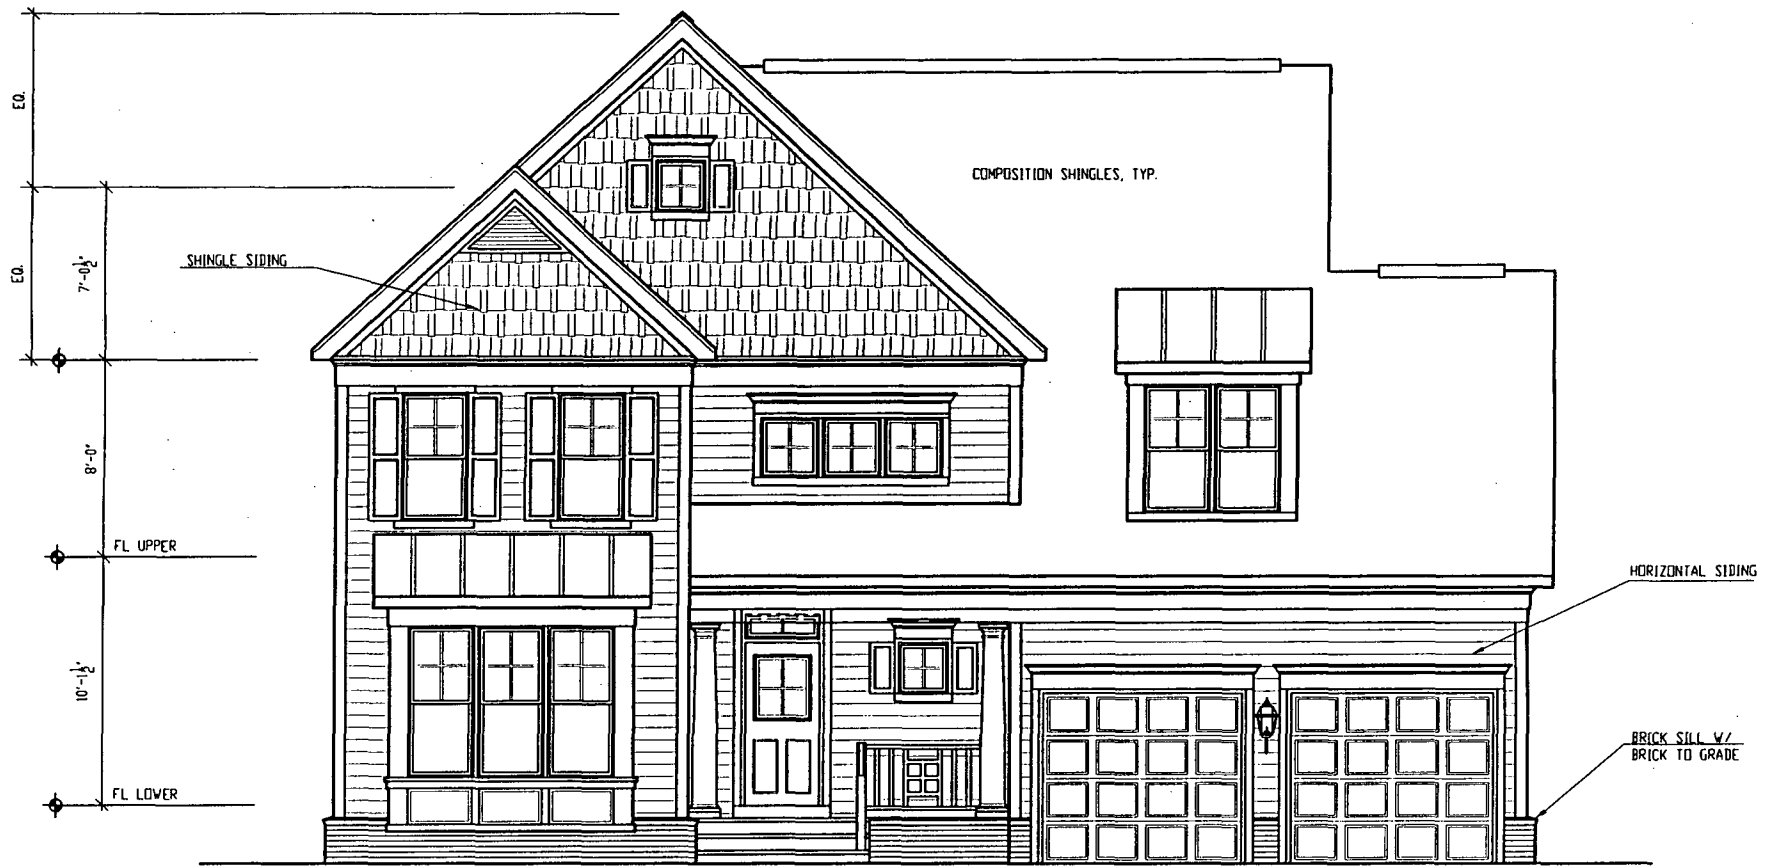 EQ.
COMPOSITION SHINGLES, TYP.
SHINGLE SIDING
EQ.
7'-0½"
8'-0"
FL UPPER
HORIZONTAL SIDING
10'-1½"
BRICK SILL W/
BRICK TO GRADE
FL LOWER